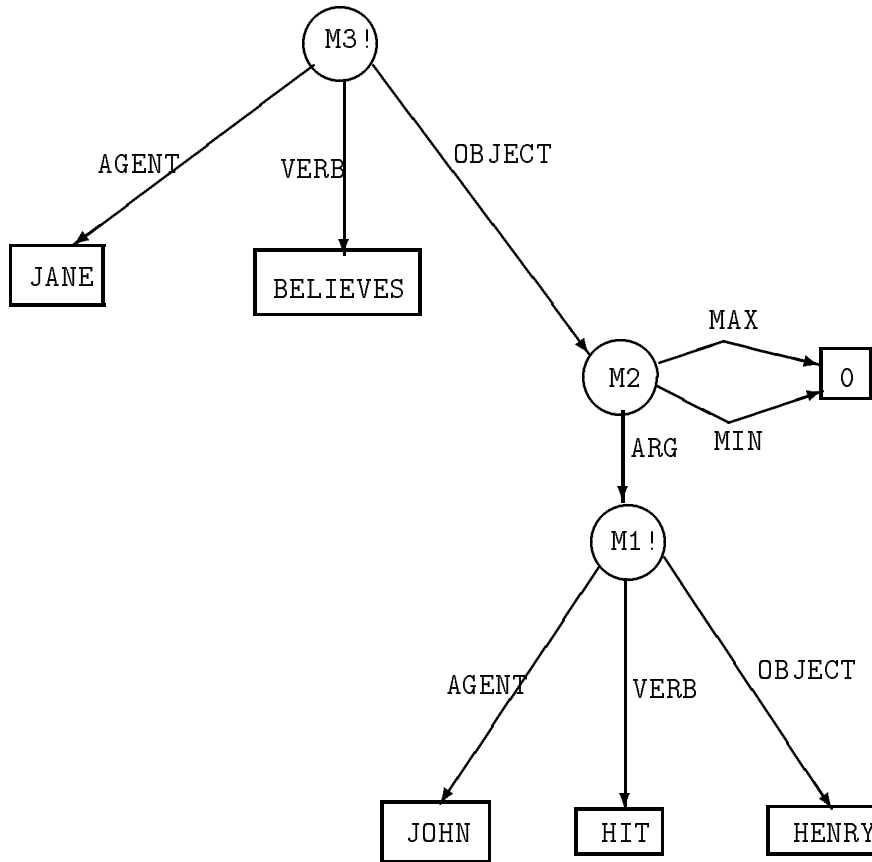 M3!
AGENT
VERB
OBJECT
JANE
BELIEVES
MAX
M2
0
MIN
ARG
M1!
AGENT
VERB
OBJECT
JOHN
HIT
HENRY